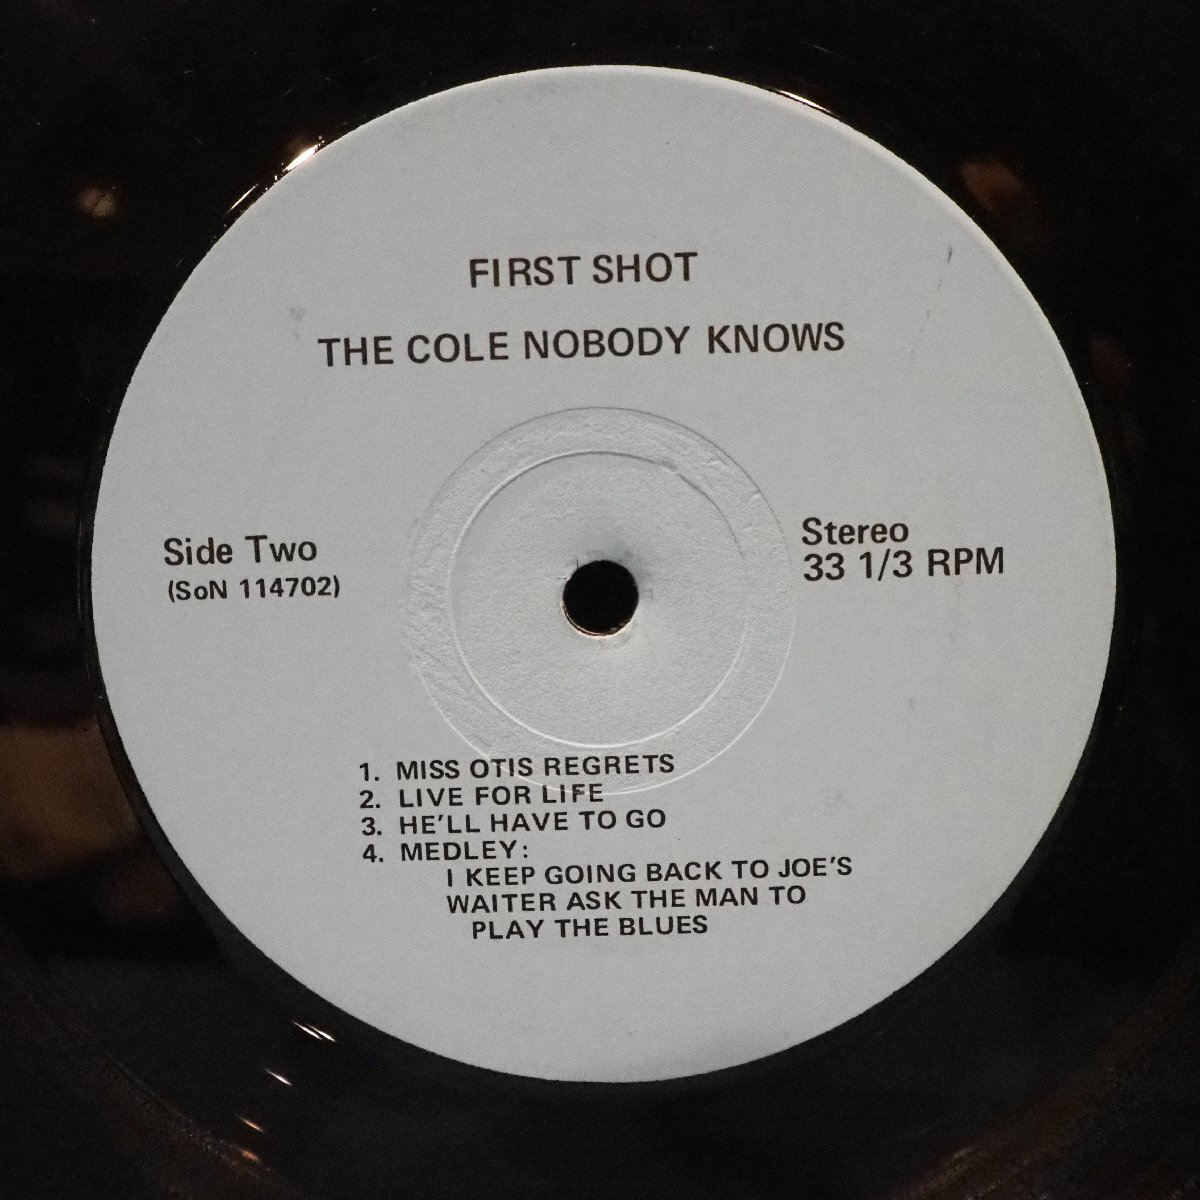 FIRST SHOT
THE COLE NOBODY KNOWS
Side Two
(SoN 114702)
Stereo
33 1/3 RPM
1. MISS OTIS REGRETS
2. LIVE FOR LIFE
3. HE'LL HAVE TO GO
4. MEDLEY:
I KEEP GOING BACK TO JOE'S
WAITER ASK THE MAN TO
PLAY THE BLUES